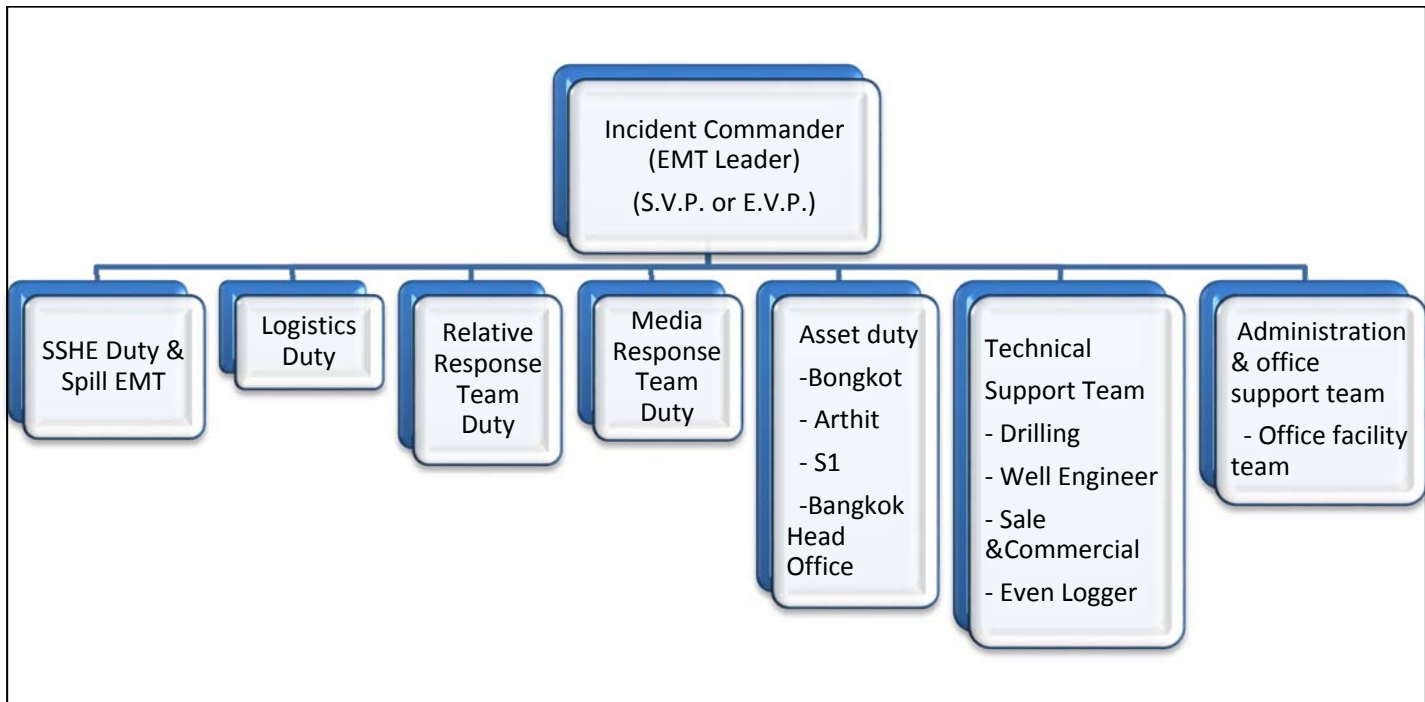 Incident Commander
(EMT Leader)
(S.V.P. or E.V.P.)
SSHE Duty &
Spill EMT
Logistics
Duty
Relative
Response
Team
Duty
Media
Response
Team
Duty
Asset duty
-Bongkot
- Arthit
- S1
-Bangkok
Head
Office
Technical
Support Team
- Drilling
- Well Engineer
- Sale
&Commercial
- Even Logger
Administration
& office
support team
- Office facility
team